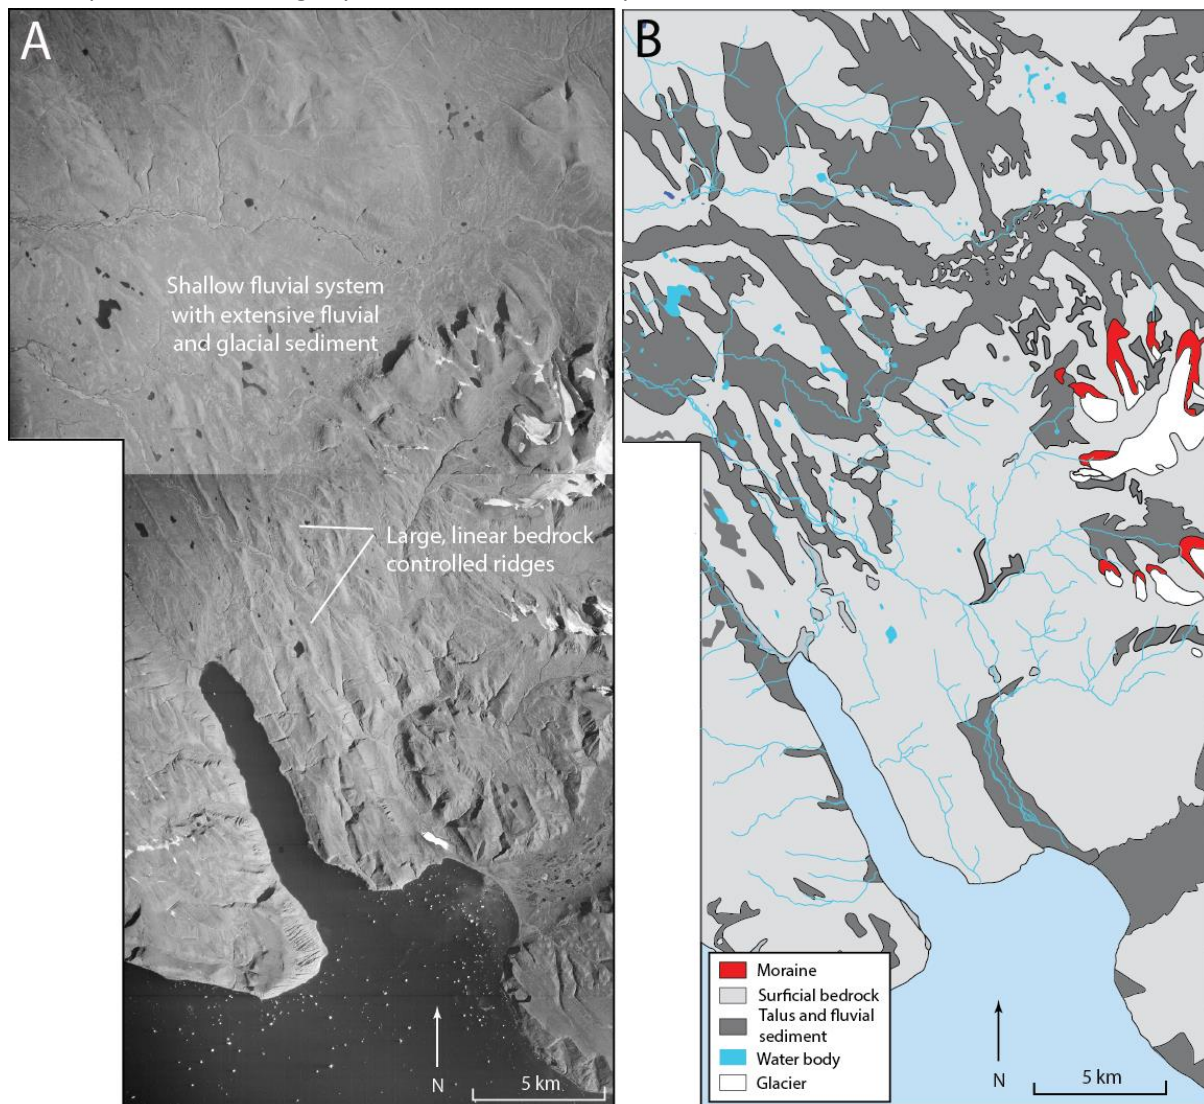 A
Shallow fluvial system
with extensive fluvial
and glacial sediment
Large, linear bedrock
controlled ridges
N
5 km
B
Moraine
Surficial bedrock
Talus and fluvial
sediment
Water body
Glacier
N
5 km